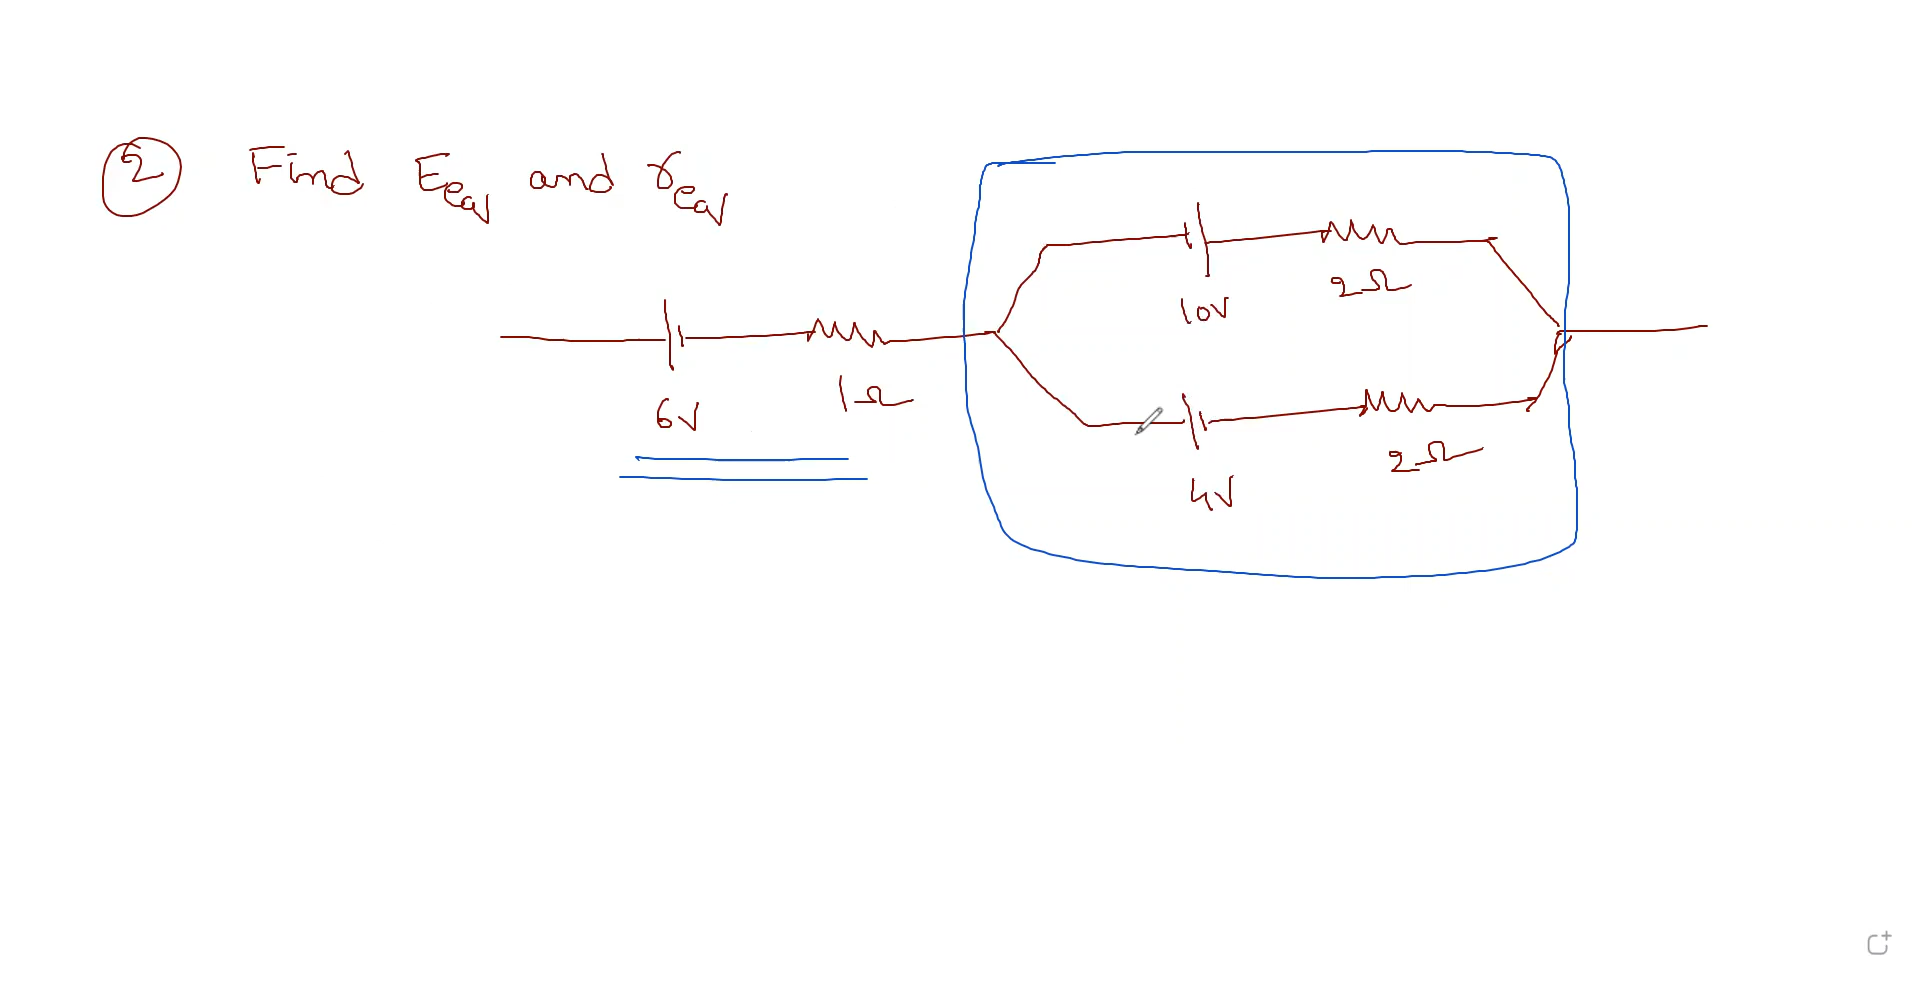 2 Find Eeq and req
10V
2Ω
6V
1Ω
4V
2Ω